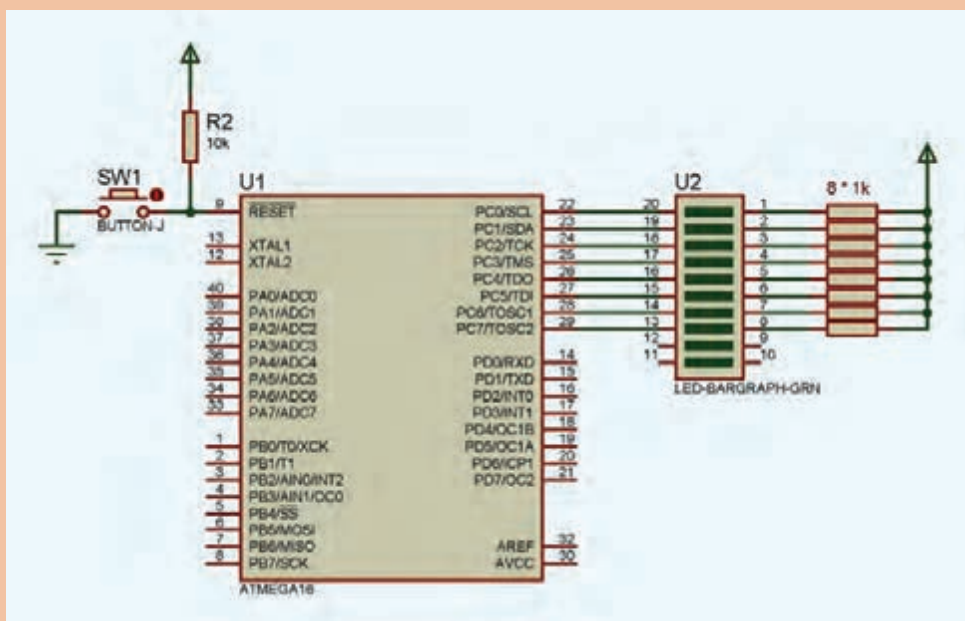 R2
10k
SW1
BUTTON-J
U1
9 RESET
13 XTAL1
12 XTAL2
40 PA0/ADC0
39 PA1/ADC1
38 PA2/ADC2
37 PA3/ADC3
36 PA4/ADC4
35 PA5/ADC5
34 PA6/ADC6
33 PA7/ADC7
1 PB0/T0/XCK
2 PB1/T1
3 PB2/AIN0/INT2
4 PB3/AIN1/OC0
5 PB4/SS
6 PB5/MOSI
7 PB6/MISO
8 PB7/SCK
PC0/SCL 22
PC1/SDA 23
PC2/TCK 24
PC3/TMS 25
PC4/TDO 26
PC5/TDI 27
PC6/TOSC1 28
PC7/TOSC2 29
PD0/RXD 14
PD1/TXD 15
PD2/INT0 16
PD3/INT1 17
PD4/OC1B 18
PD5/OC1A 19
PD6/ICP1 20
PD7/OC2 21
AREF 32
AVCC 30
ATMEGA16
U2
20 1
19 2
18 3
17 4
16 5
15 6
14 7
13 8
12 9
11 10
LED-BARGRAPH-GRN
8 * 1k